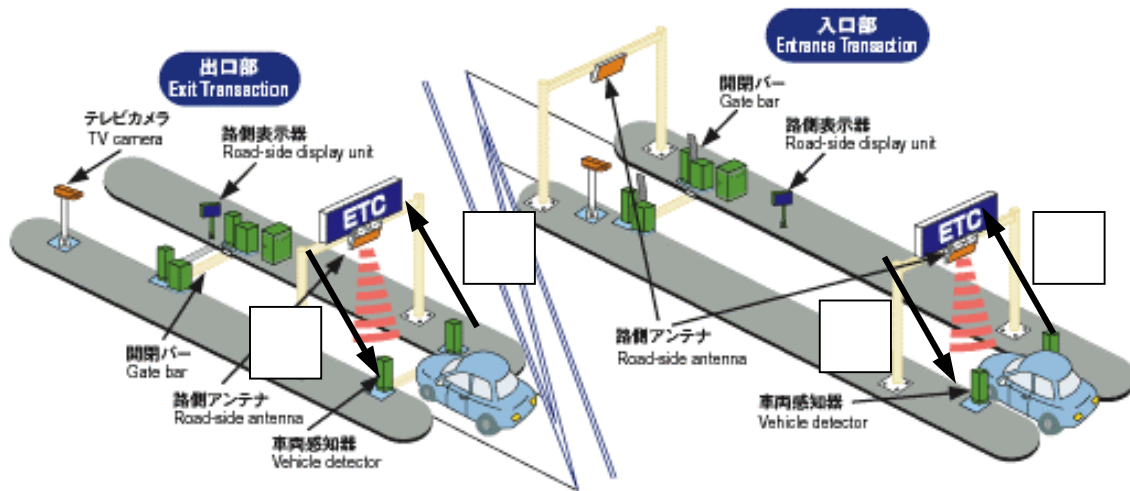 出口部
Exit Transaction
テレビカメラ
TV camera
路側表示器
Road-side display unit
ETC
開閉バー
Gate bar
路側アンテナ
Road-side antenna
車両感知器
Vehicle detector
入口部
Entrance Transaction
開閉バー
Gate bar
路側表示器
Road-side display unit
ETC
路側アンテナ
Road-side antenna
車両感知器
Vehicle detector